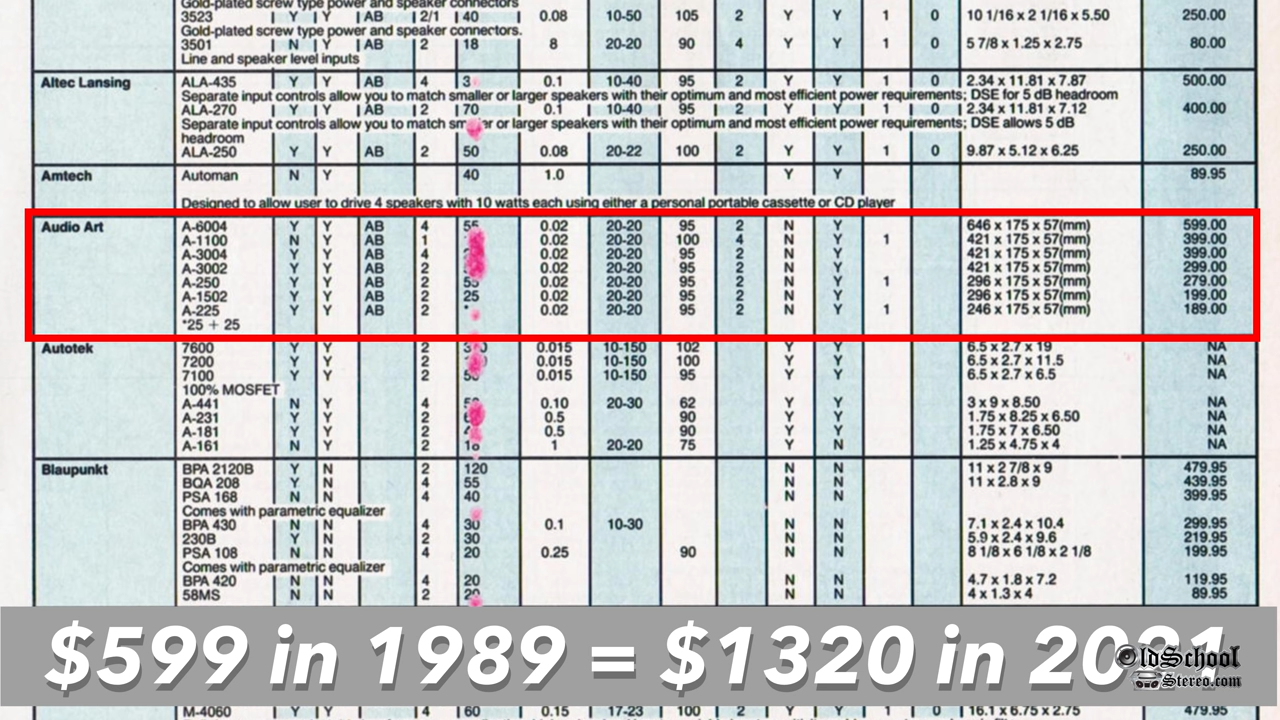 Gold-plated screw type power and speaker connectors
3523 Y Y AB 2/1 40 0.08 10-50 105 2 Y Y 1 0 10 1/16 x 2 1/16 x 5.50 250.00
Gold-plated screw type power and speaker connectors.
3501 N Y AB 2 18 8 20-20 90 4 Y Y 1 0 5 7/8 x 1.25 x 2.75 80.00
Line and speaker level inputs
Altec Lansing ALA-435 Y Y AB 4 0.1 10-40 95 2 Y Y 1 0 2.34 x 11.81 x 7.87 500.00
Separate input controls allow you to match smaller or larger speakers with their optimum and most efficient power requirements; DSE for 5 dB headroom
ALA-270 Y Y AB 2 70 0.1 10-40 95 2 Y Y 1 0 2.34 x 11.81 x 7.12 400.00
Separate input controls allow you to match or larger speakers with their optimum and most efficient power requirements; DSE allows 5 dB
headroom
ALA-250 Y Y AB 2 50 0.08 20-22 100 2 Y Y 1 0 9.87 x 5.12 x 6.25 250.00
Amtech Automan N Y 40 1.0 Y Y 89.95
Designed to allow user to drive 4 speakers with 10 watts each using either a personal portable cassette or CD player
Audio Art A-6004 Y Y AB 4 55 0.02 20-20 95 2 N Y 646 x 175 x 57(mm) 599.00
A-1100 N Y AB 1 0.02 20-20 100 4 N Y 1 421 x 175 x 57(mm) 399.00
A-3004 Y Y AB 4 0.02 20-20 95 2 N Y 421 x 175 x 57(mm) 399.00
A-3002 Y Y AB 2 0.02 20-20 95 2 N Y 421 x 175 x 57(mm) 299.00
A-250 Y Y AB 2 55 0.02 20-20 95 2 N Y 1 296 x 175 x 57(mm) 279.00
A-1502 Y Y AB 2 25 0.02 20-20 95 2 N Y 296 x 175 x 57(mm) 199.00
A-225 Y Y AB 2 * 0.02 20-20 95 2 N Y 1 246 x 175 x 57(mm) 189.00
*25 + 25
Autotek 7600 Y Y 2 0.015 10-150 102 Y Y 6.5 x 2.7 x 19 NA
7200 Y Y 2 0.015 10-150 100 Y Y 6.5 x 2.7 x 11.5 NA
7100 Y Y 2 50 0.015 10-150 95 Y Y 6.5 x 2.7 x 6.5 NA
100% MOSFET
A-441 N Y 4 0.10 20-30 62 Y Y 3 x 9 x 8.50 NA
A-231 Y Y 2 0.5 90 Y Y 1.75 x 8.25 x 6.50 NA
A-181 Y Y 2 0.5 90 Y Y 1.75 x 7 x 6.50 NA
A-161 N Y 2 1 20-20 75 Y N 1.25 x 4.75 x 4 NA
Blaupunkt BPA 2120B Y N 2 120 N N 11 x 2 7/8 x 9 479.95
BQA 208 Y N 4 55 N N 11 x 2.8 x 9 439.95
PSA 168 N N 4 40 N N 399.95
Comes with parametric equalizer
BPA 430 N N 4 30 0.1 10-30 N N 7.1 x 2.4 x 10.4 299.95
230B Y N 2 30 N N 5.9 x 2.4 x 9.6 219.95
PSA 108 N N 4 20 0.25 90 N N 8 1/8 x 6 1/8 x 2 1/8 199.95
Comes with parametric equalizer
BPA 420 N N 4 20 N N 4.7 x 1.8 x 7.2 119.95
58MS N N 2 20 N N 4 x 1.3 x 4 89.95
$599 in 1989 = $1320 in 2021
OldSchool
Stereo.com
M-4060 Y Y 4 60 0.15 17-23 100 2 Y Y 1 16.1 x 6.75 x 2.75 479.95